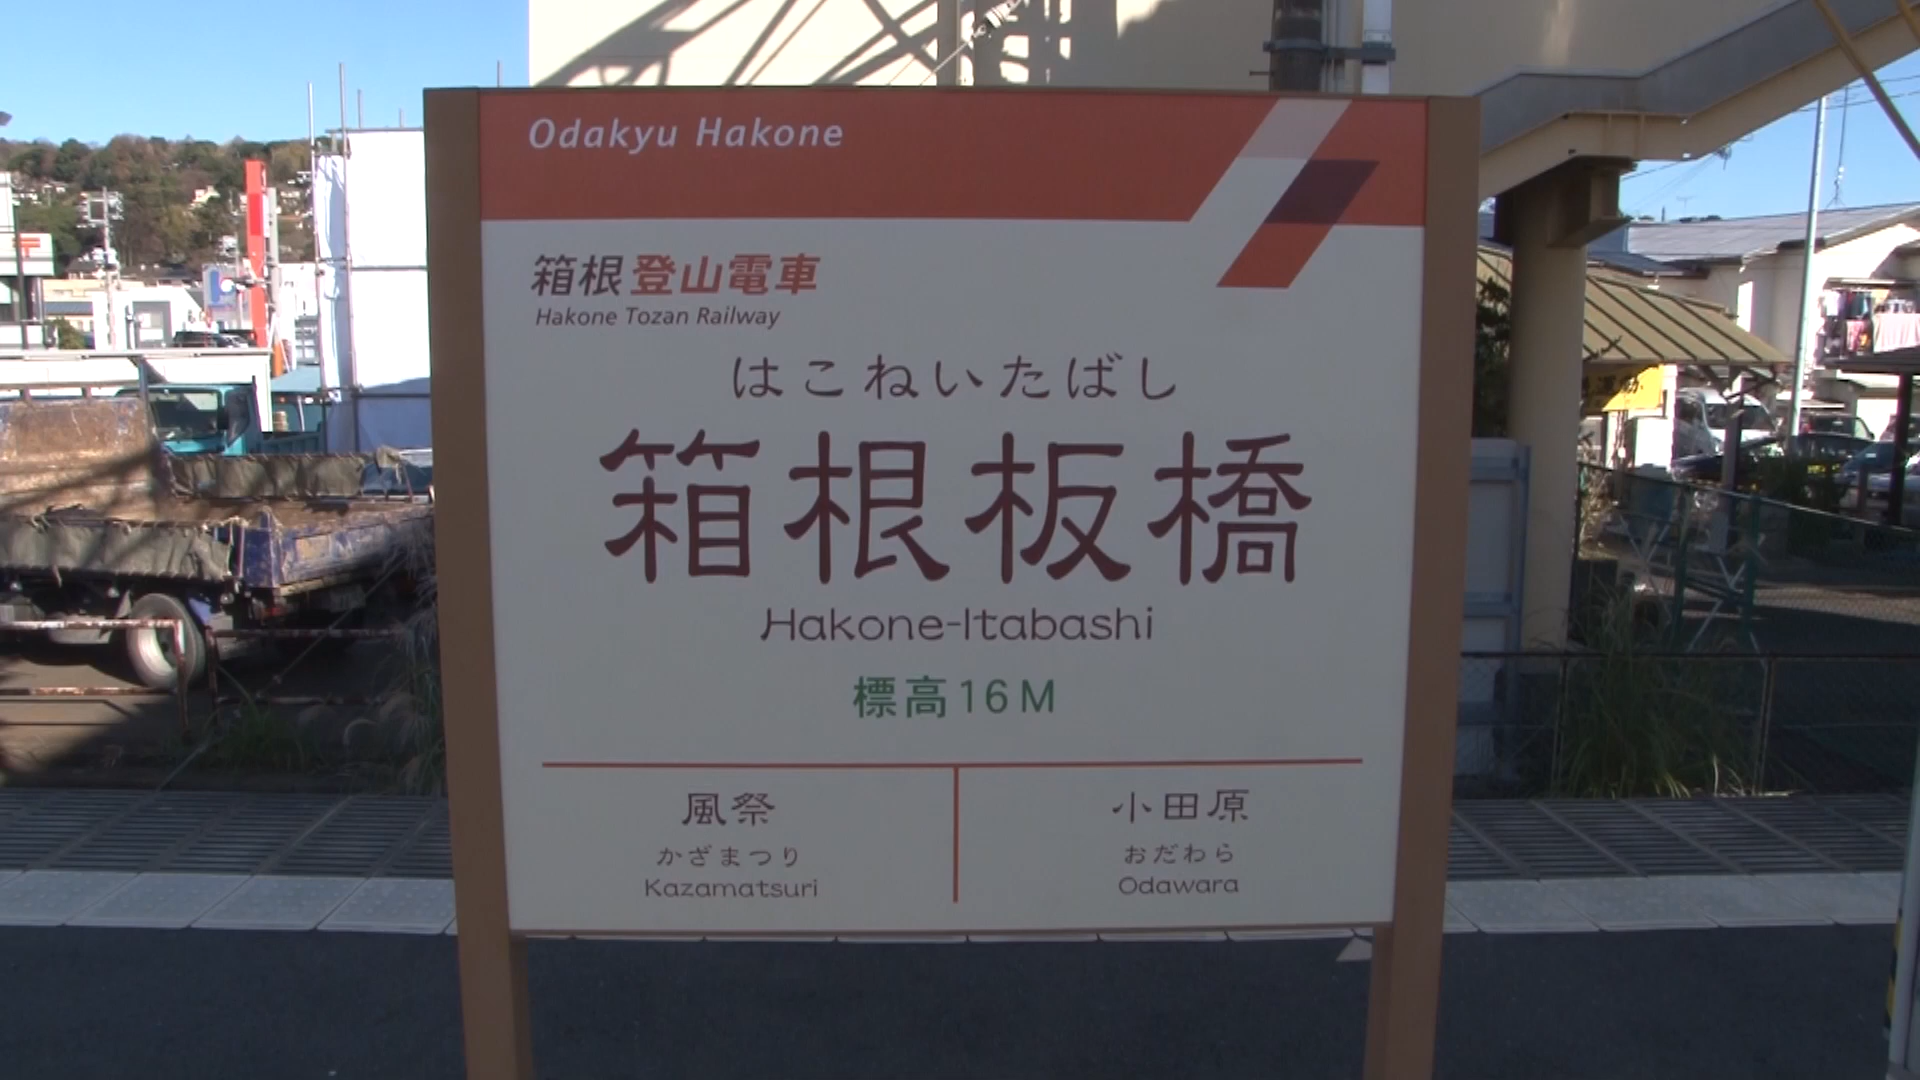 Odakyu Hakone
箱根登山電車
Hakone Tozan Railway
はこねいたばし
箱根板橋
Hakone-Itabashi
標高16M
風祭
かざまつり
Kazamatsuri
小田原
おだわら
Odawara